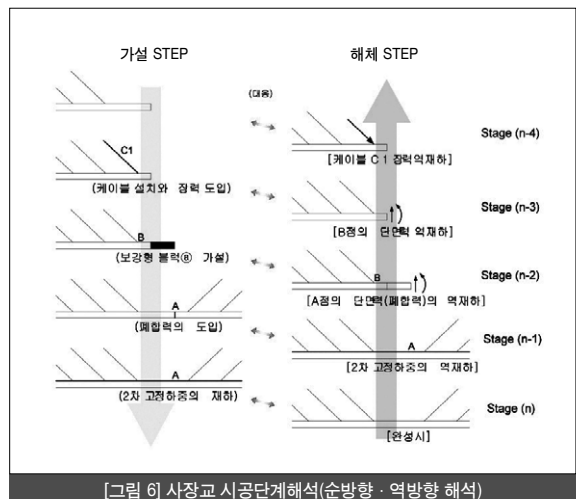 가설 STEP
해체 STEP
(대응)
C1
(케이블 설치와 장력 도입)
B
(보강형 블럭⑧ 가설)
A
(폐합력의 도입)
A
(2차 고정하중의 재하)
Stage (n-4)
[케이블 C1 장력 역재하]
Stage (n-3)
[B점의 단면력 역재하]
Stage (n-2)
B
[A점의 단면력(폐합력)의 역재하]
Stage (n-1)
A
[2차 고정하중의 역재하]
Stage (n)
[완성시]
[그림 6] 사장교 시공단계해석(순방향 · 역방향 해석)